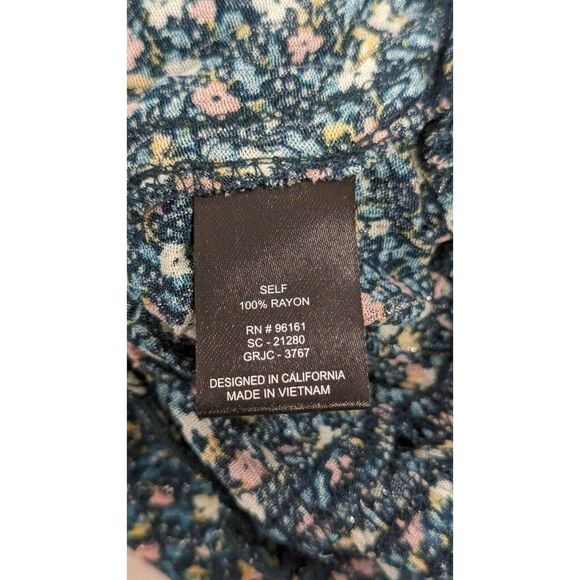 SELF
100% RAYON
RN # 96161
SC - 21280
GRJC - 3767
DESIGNED IN CALIFORNIA
MADE IN VIETNAM